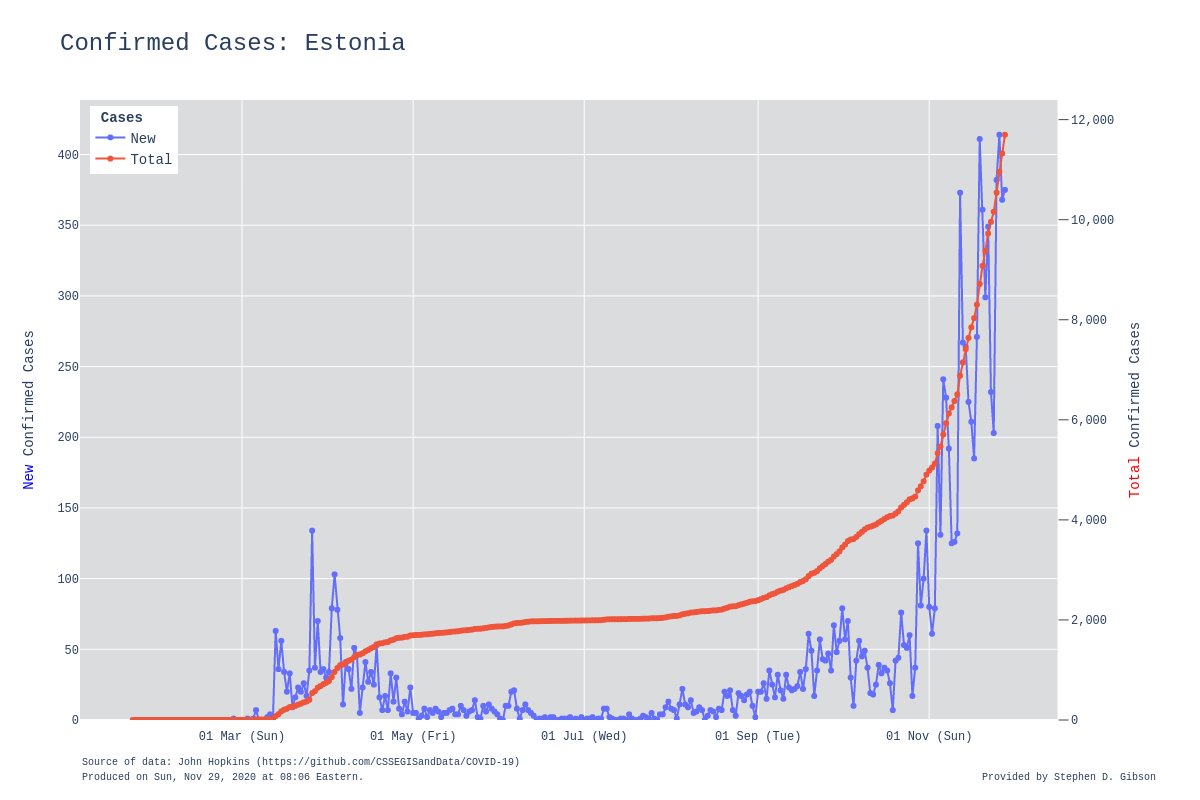 Confirmed Cases: Estonia
Cases
New
Total
400
350
300
250
200
150
100
50
0
12,000
10,000
8,000
6,000
4,000
2,000
0
New Confirmed Cases
Total Confirmed Cases
01 Mar (Sun)
01 May (Fri)
01 Jul (Wed)
01 Sep (Tue)
01 Nov (Sun)
Source of data: John Hopkins (https://github.com/CSSEGISandData/COVID-19)
Produced on Sun, Nov 29, 2020 at 08:06 Eastern.
Provided by Stephen D. Gibson